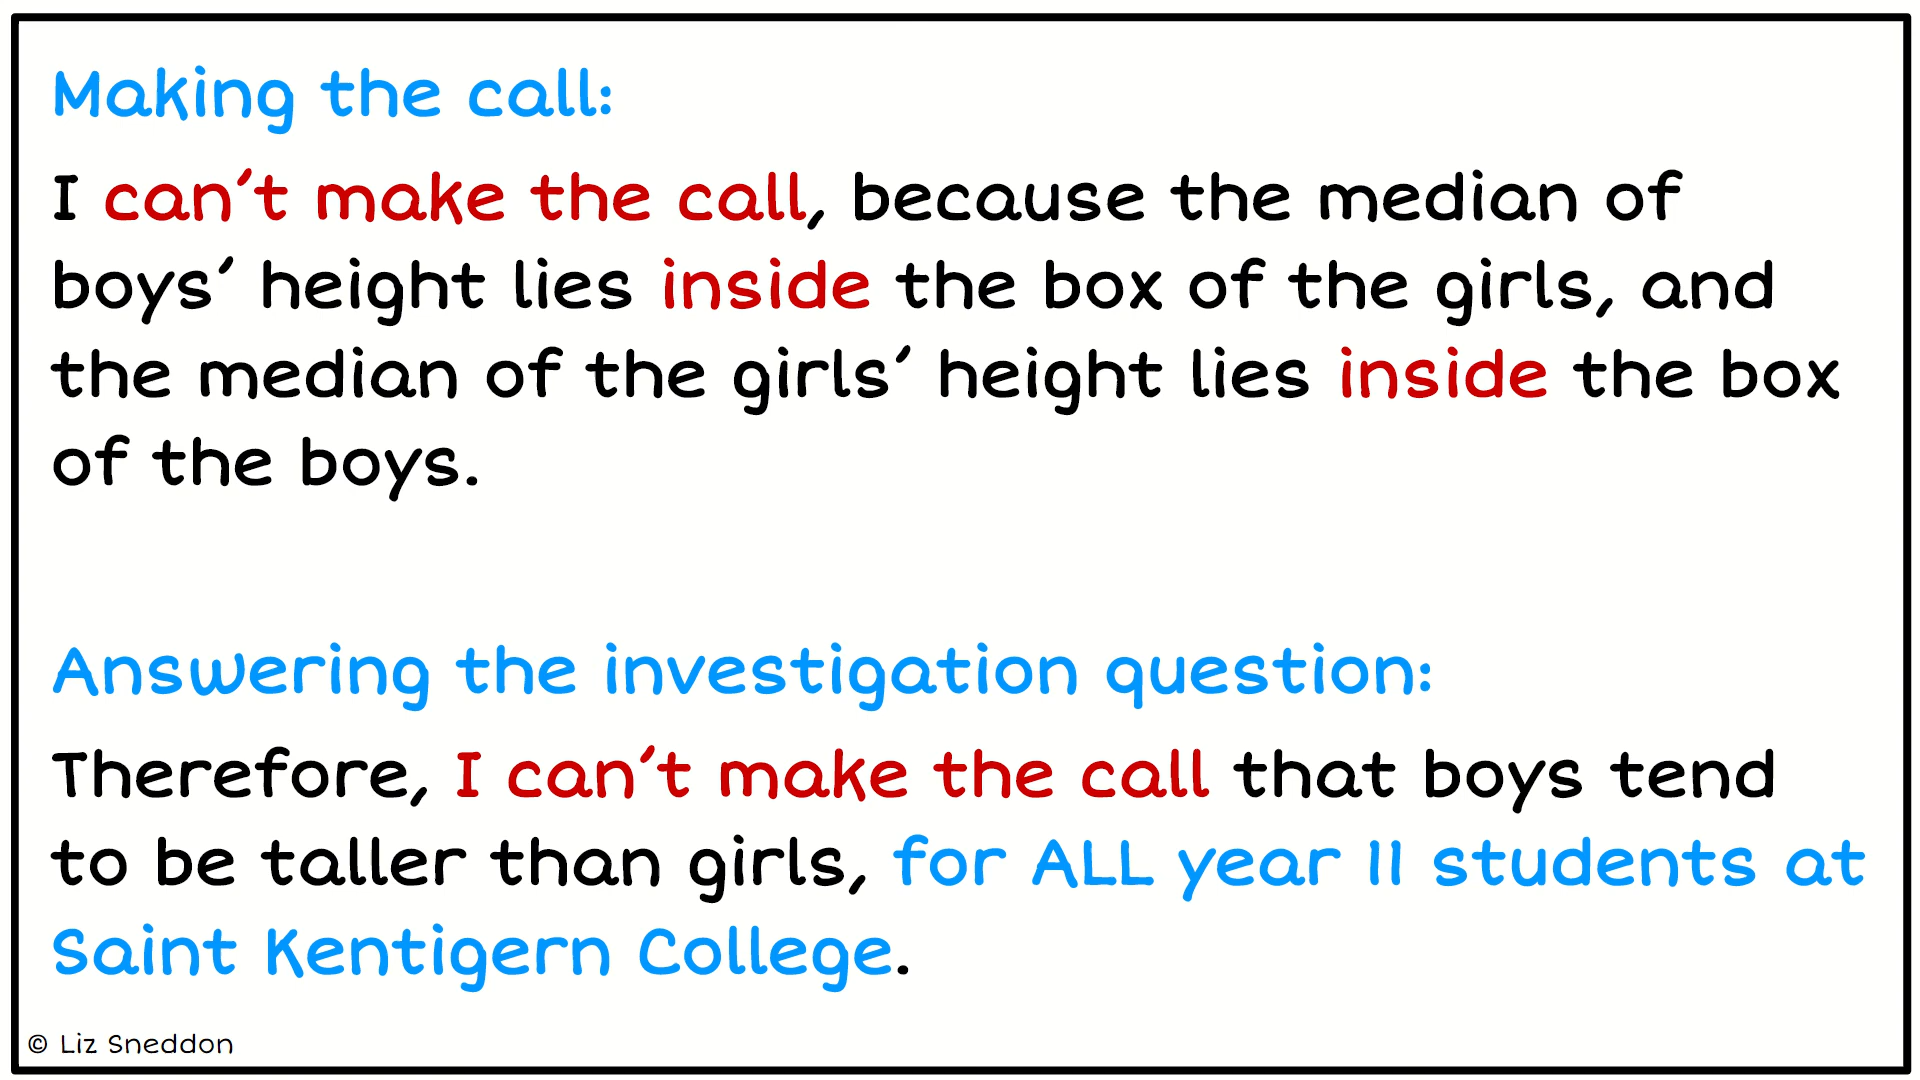 Making the call:
I can't make the call, because the median of
boys' height lies inside the box of the girls, and
the median of the girls' height lies inside the box
of the boys.
Answering the investigation question:
Therefore, I can't make the call that boys tend
to be taller than girls, for ALL year 11 students at
Saint Kentigern College.
© Liz Sneddon